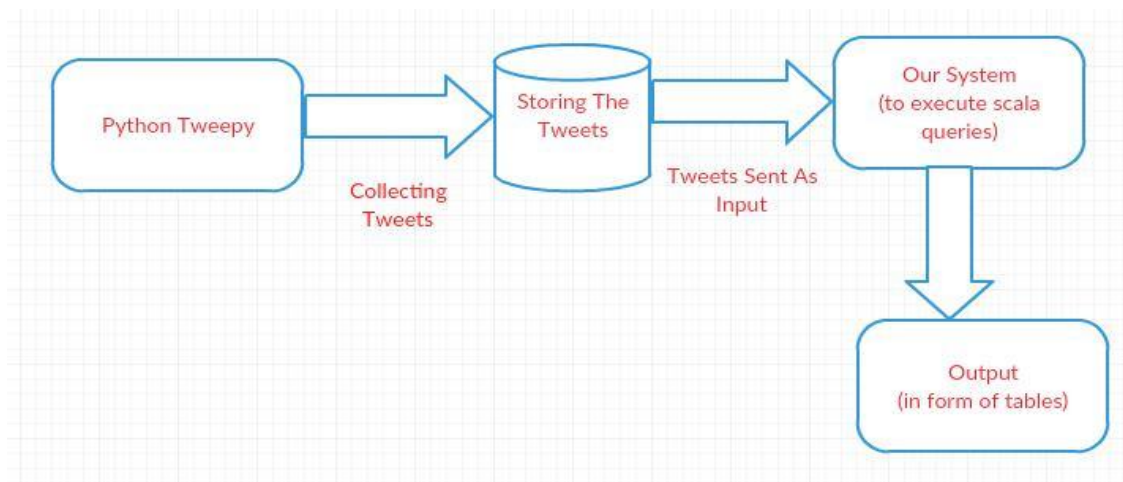 Python Tweepy
Collecting
Tweets
Storing The
Tweets
Tweets Sent As
Input
Our System
(to execute scala
queries)
Output
(in form of tables)